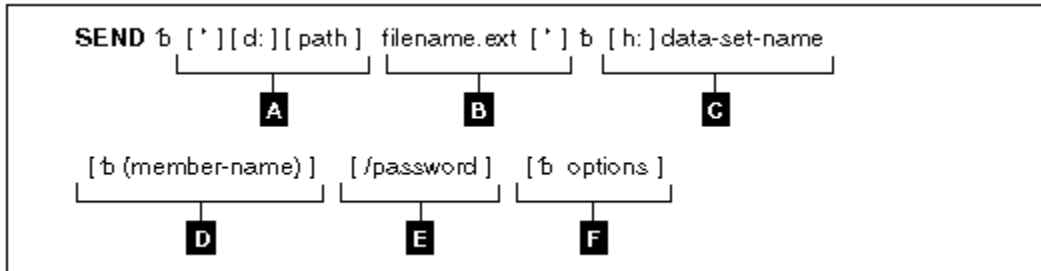 SEND ƀ [ ' ] [ d: ] [ path ] filename.ext [ ' ] ƀ [ h: ] data-set-name
A B C
[ ƀ (member-name) ] [ /password ] [ ƀ options ]
D E F